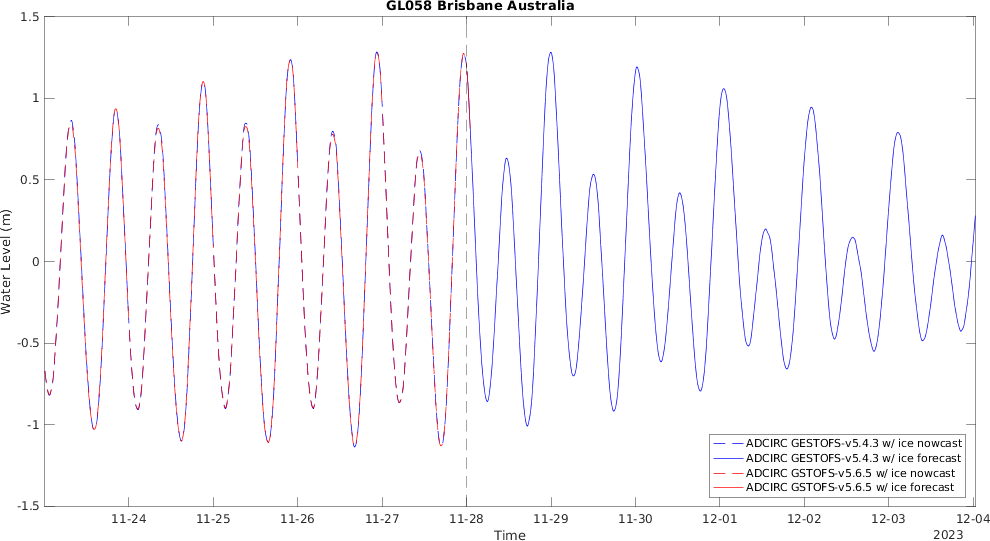 GL058 Brisbane Australia
1.5
1
0.5
0
-0.5
-1
-1.5
Water Level (m)
11-24 11-25 11-26 11-27 11-28 11-29 11-30 12-01 12-02 12-03 12-04
Time
2023
ADCIRC GESTOFS-v5.4.3 w/ ice nowcast
ADCIRC GESTOFS-v5.4.3 w/ ice forecast
ADCIRC GSTOFS-v5.6.5 w/ ice nowcast
ADCIRC GSTOFS-v5.6.5 w/ ice forecast